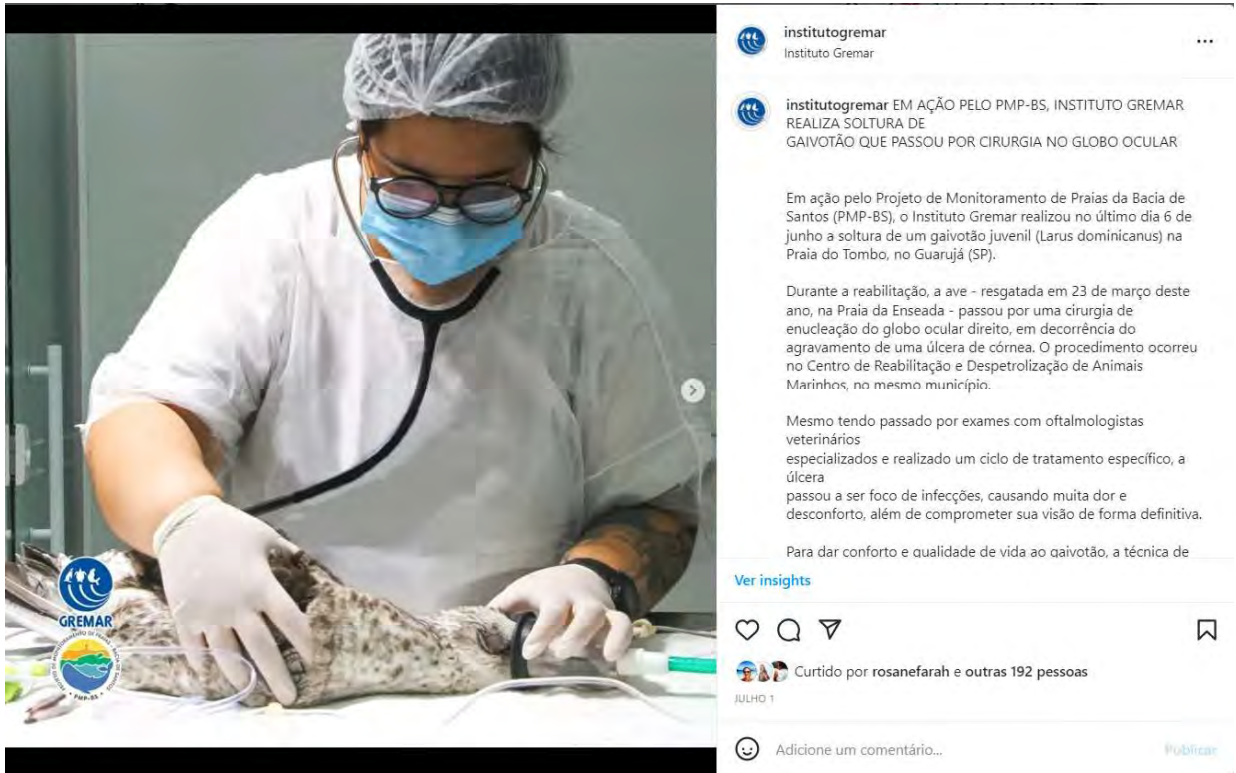 institutogremar
Instituto Gremar
institutogremar EM AÇÃO PELO PMP-BS, INSTITUTO GREMAR
REALIZA SOLTURA DE
GAIVOTÃO QUE PASSOU POR CIRURGIA NO GLOBO OCULAR
Em ação pelo Projeto de Monitoramento de Praias da Bacia de
Santos (PMP-BS), o Instituto Gremar realizou no último dia 6 de
junho a soltura de um gaivotão juvenil (Larus dominicanus) na
Praia do Tombo, no Guarujá (SP).
Durante a reabilitação, a ave - resgatada em 23 de março deste
ano, na Praia da Enseada - passou por uma cirurgia de
enucleação do globo ocular direito, em decorrência do
agravamento de uma úlcera de córnea. O procedimento ocorreu
no Centro de Reabilitação e Despetrolização de Animais
Marinhos, no mesmo município.
Mesmo tendo passado por exames com oftalmologistas
veterinários
especializados e realizado um ciclo de tratamento específico, a
úlcera
passou a ser foco de infecções, causando muita dor e
desconforto, além de comprometer sua visão de forma definitiva.
Para dar conforto e qualidade de vida ao gaivotão, a técnica de
Ver insights
Curtido por rosanefarah e outras 192 pessoas
JULHO 1
Adicione um comentário...
Publicar
GREMAR
PROJETO DE MONITORAMENTO DE PRAIAS - BACIA DE SANTOS
PMP-BS